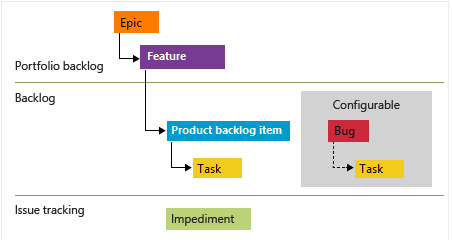 Epic
Feature
Portfolio backlog
Backlog
Configurable
Product backlog item
Bug
Task
Task
Issue tracking
Impediment